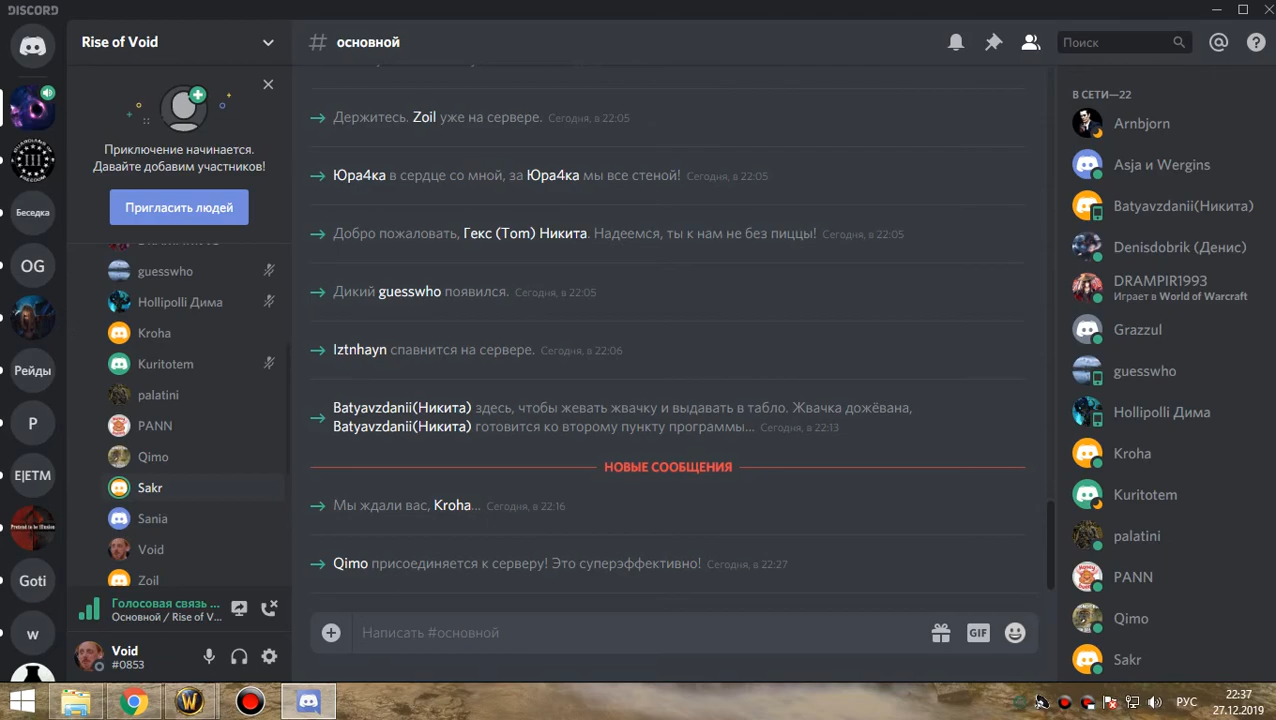 DISCORD
Rise of Void
# основной
Поиск
Приключение начинается.
Давайте добавим участников!
Пригласить людей
guesswho
Hollipolli Дима
Kroha
Kuritotem
palatini
PANN
Qimo
Sakr
Sania
Void
Zoil
Голосовая связь ...
Основной / Rise of V...
Void
#0853
III
Беседка
OG
Рейды
P
E|ETM
Goti
w
Держитесь. Zoil уже на сервере. Сегодня, в 22:05
Юра4ка в сердце со мной, за Юра4ка мы все стеной! Сегодня, в 22:05
Добро пожаловать, Гекс (Tom) Никита. Надеемся, ты к нам не без пиццы! Сегодня, в 22:05
Дикий guesswho появился. Сегодня, в 22:05
Iztnhayn спавнится на сервере. Сегодня, в 22:06
Batyavzdanii(Никита) здесь, чтобы жевать жвачку и выдавать в табло. Жвачка дожёвана,
Batyavzdanii(Никита) готовится ко второму пункту программы... Сегодня, в 22:13
НОВЫЕ СООБЩЕНИЯ
Мы ждали вас, Kroha... Сегодня, в 22:16
Qimo присоединяется к серверу! Это суперэффективно! Сегодня, в 22:27
Написать #основной
GIF
В СЕТИ—22
Arnbjorn
Asja и Wergins
Batyavzdanii(Никита)
Denisdobrik (Денис)
DRAMPIR1993
Играет в World of Warcraft
Grazzul
guesswho
Hollipolli Дима
Kroha
Kuritotem
palatini
PANN
Qimo
Sakr
РУС
22:37
27.12.2019